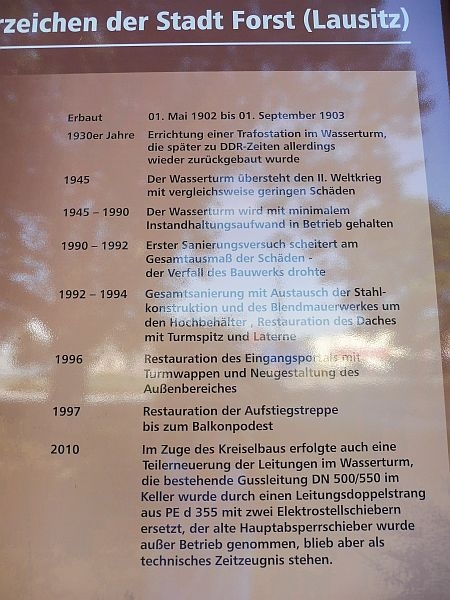 rzeichen der Stadt Forst (Lausitz)
Erbaut 01. Mai 1902 bis 01. September 1903
1930er Jahre Errichtung einer Trafostation im Wasserturm,
die später zu DDR-Zeiten allerdings
wieder zurückgebaut wurde
1945 Der Wasserturm übersteht den II. Weltkrieg
mit vergleichsweise geringen Schäden
1945 – 1990 Der Wasserturm wird mit minimalem
Instandhaltungsaufwand in Betrieb gehalten
1990 – 1992 Erster Sanierungsversuch scheitert am
Gesamtausmaß der Schäden -
der Verfall des Bauwerks drohte
1992 – 1994 Gesamtsanierung mit Austausch der Stahl-
konstruktion und des Blendmauerwerkes um
den Hochbehälter , Restauration des Daches
mit Turmspitz und Laterne
1996 Restauration des Eingangsportals mit
Turmwappen und Neugestaltung des
Außenbereiches
1997 Restauration der Aufstiegstreppe
bis zum Balkonpodest
2010 Im Zuge des Kreiselbaus erfolgte auch eine
Teilerneuerung der Leitungen im Wasserturm,
die bestehende Gussleitung DN 500/550 im
Keller wurde durch einen Leitungsdoppelstrang
aus PE d 355 mit zwei Elektrostellschiebern
ersetzt, der alte Hauptabsperrschieber wurde
außer Betrieb genommen, blieb aber als
technisches Zeitzeugnis stehen.